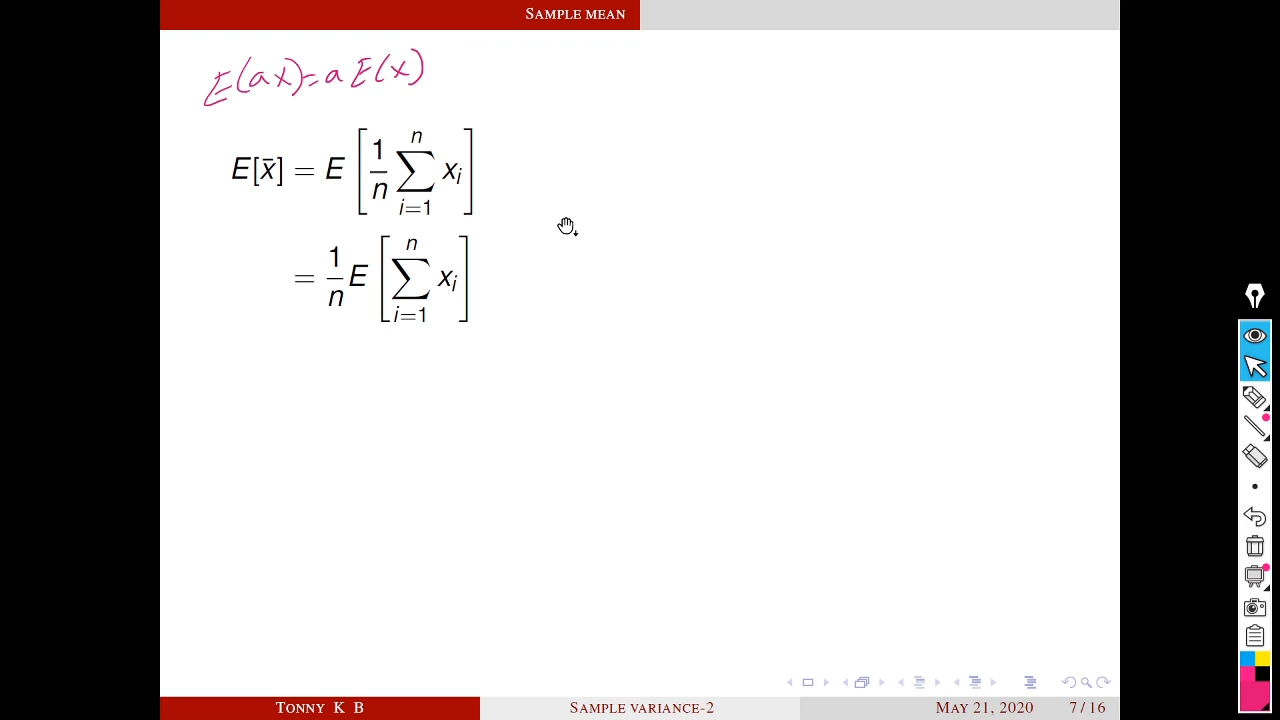 SAMPLE MEAN
E(ax)=a E(x)
E[x̄] = E [ 1/n ∑_{i=1}^{n} x_i ]
= 1/n E [ ∑_{i=1}^{n} x_i ]
TONNY K B SAMPLE VARIANCE-2 MAY 21, 2020 7 / 16